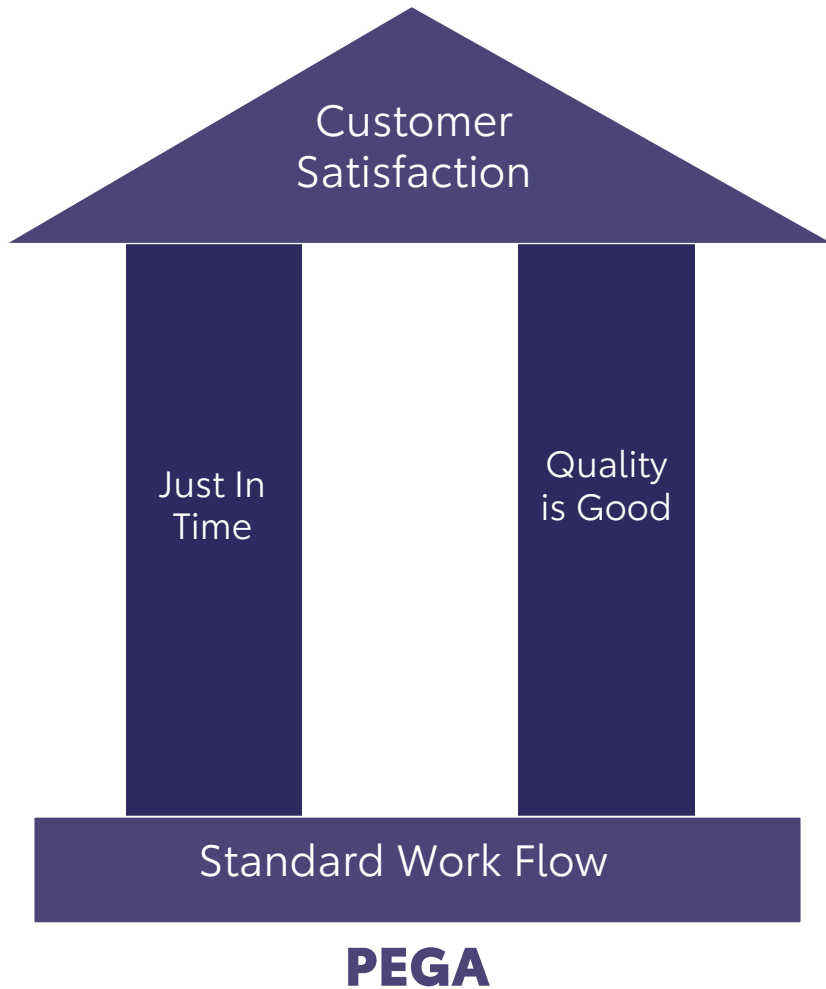 Customer
Satisfaction
Just In
Time
Quality
is Good
Standard Work Flow
PEGA